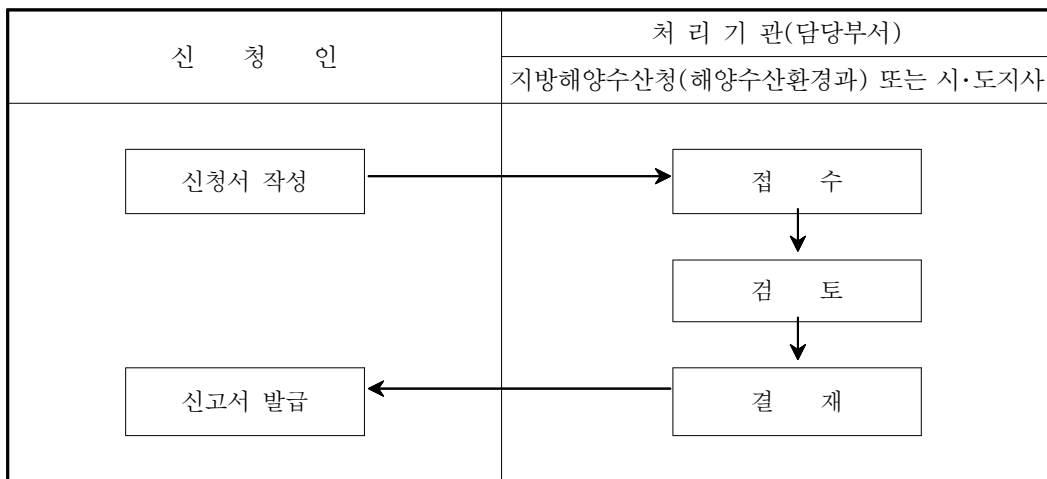 신 청 인
처 리 기 관(담당부서)
지방해양수산청(해양수산환경과) 또는 시·도지사
신청서 작성
접 수
검 토
신고서 발급
결 재